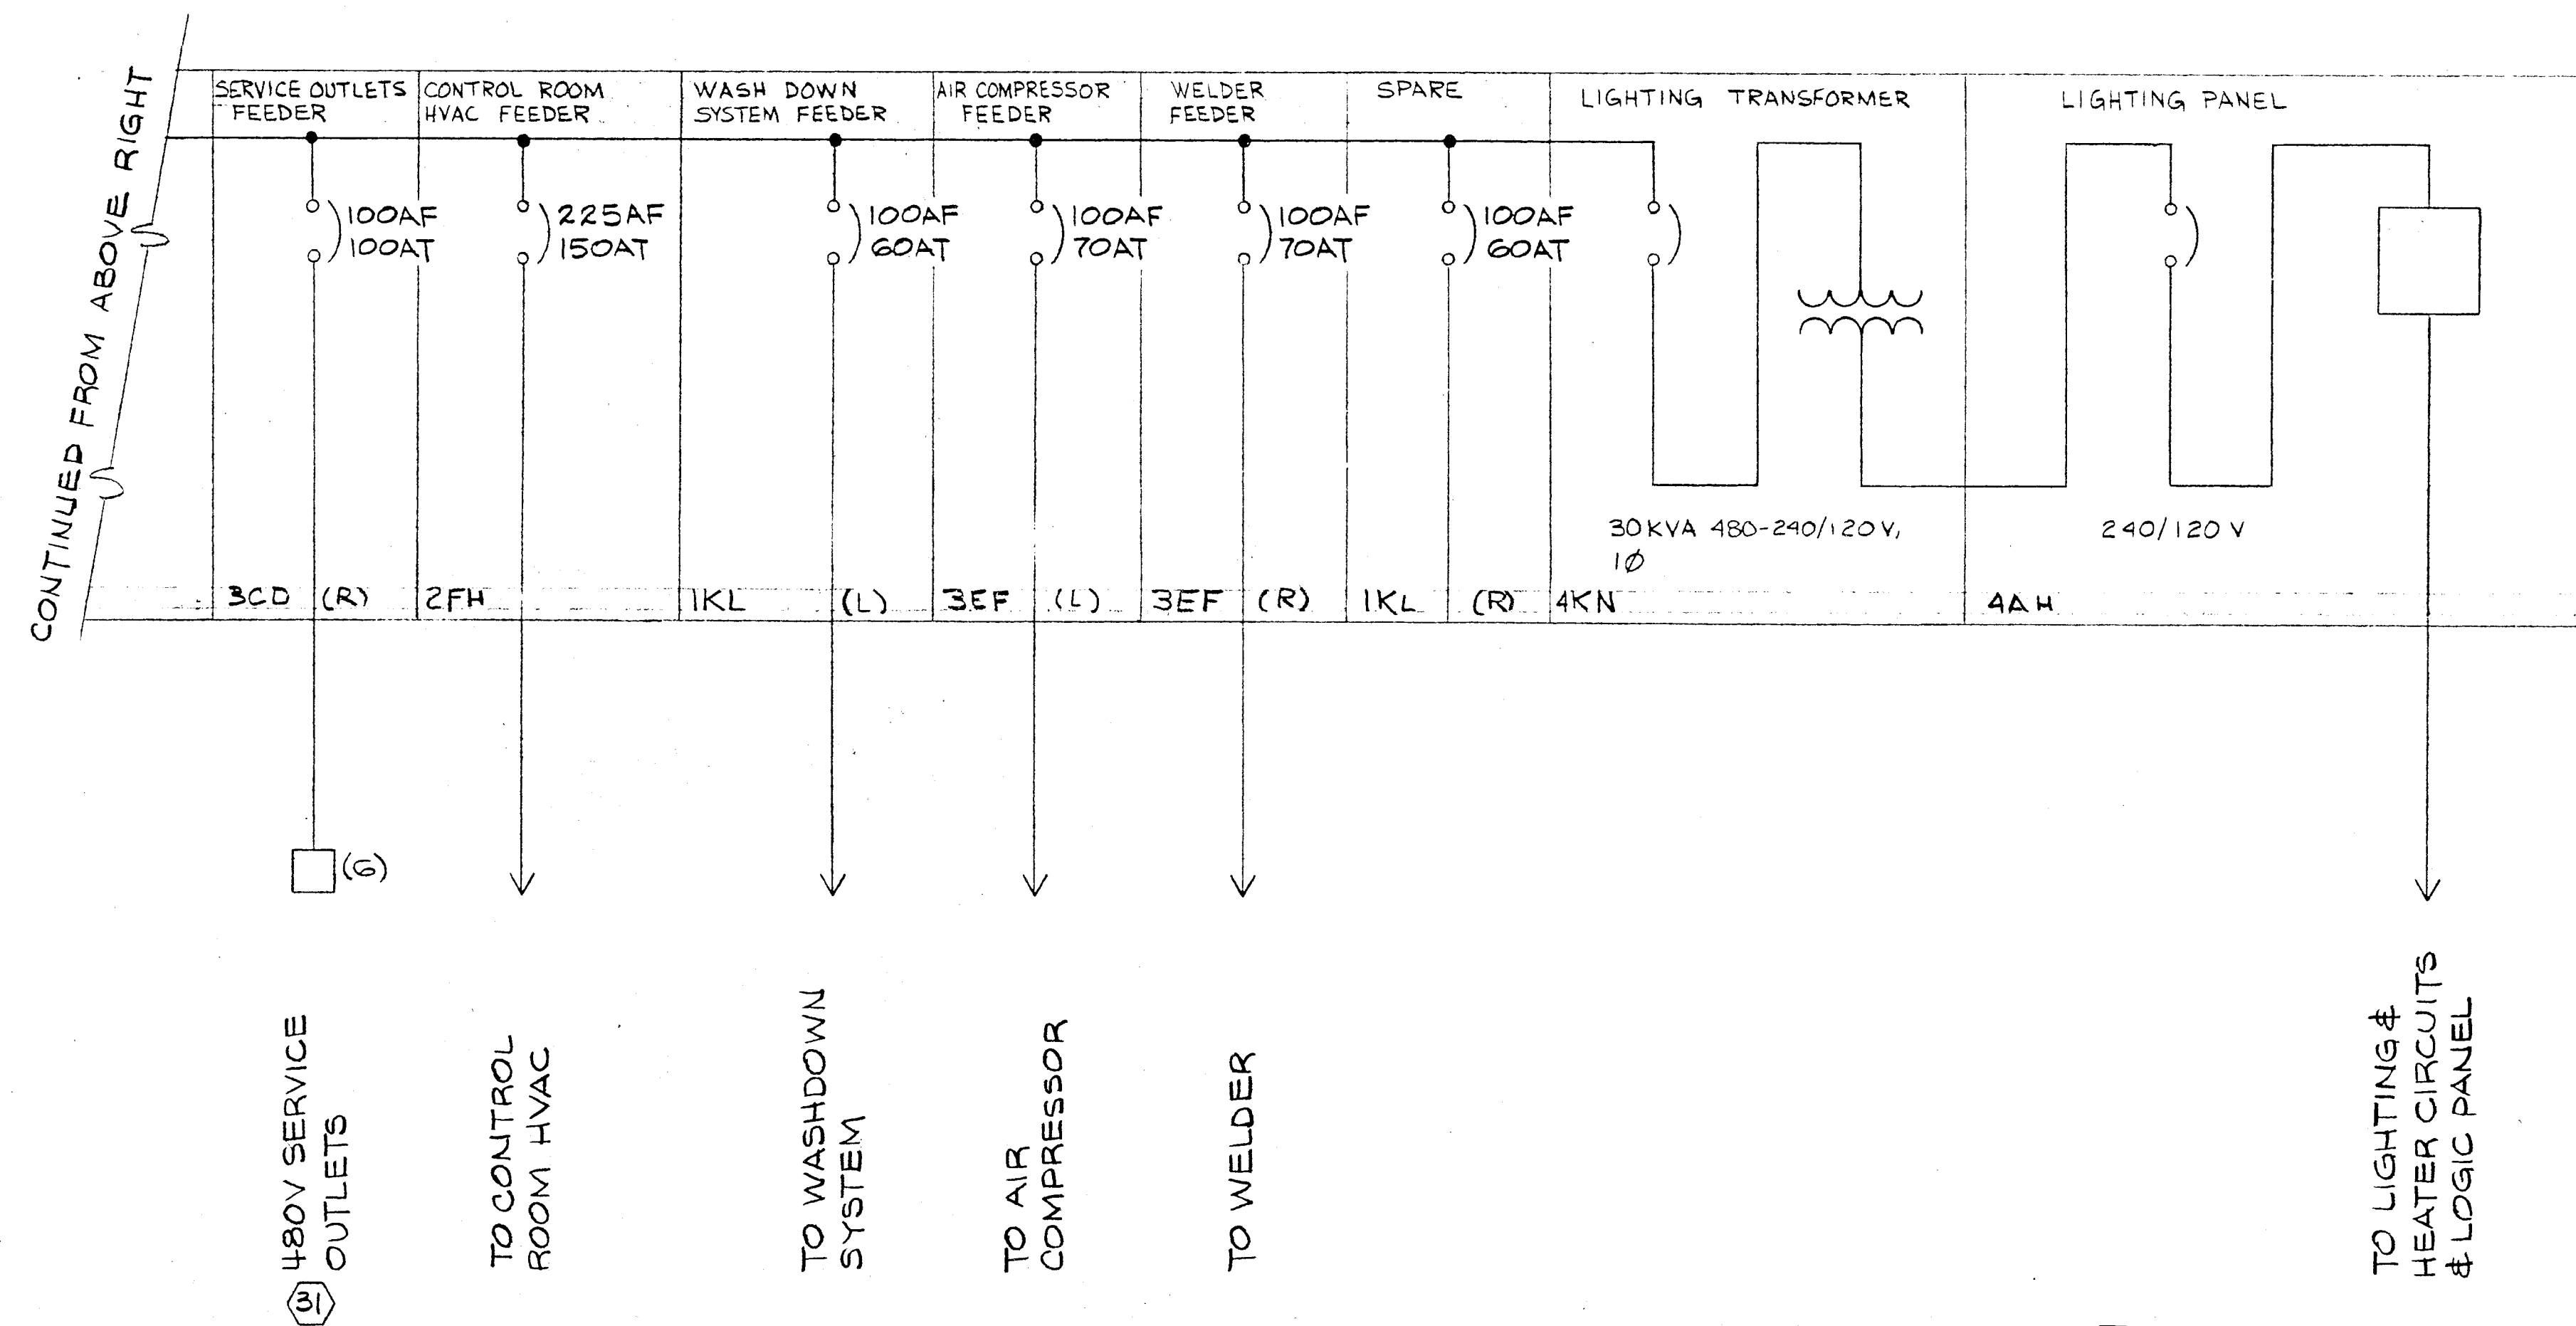 CONTINUED FROM ABOVE RIGHT
SERVICE OUTLETS
FEEDER
CONTROL ROOM
HVAC FEEDER
WASH DOWN
SYSTEM FEEDER
AIR COMPRESSOR
FEEDER
WELDER
FEEDER
SPARE
LIGHTING TRANSFORMER
LIGHTING PANEL
100AF
100AT
225AF
150AT
100AF
60AT
100AF
70AT
100AF
70AT
100AF
60AT
30KVA 480-240/120V,
1Ø
240/120 V
3CD (R)
2FH
1KL (L)
3EF (L)
3EF (R)
1KL (R)
4KN
4AH
(6)
31
480V SERVICE
OUTLETS
TO CONTROL
ROOM HVAC
TO WASHDOWN
SYSTEM
TO AIR
COMPRESSOR
TO WELDER
TO LIGHTING &
HEATER CIRCUITS
& LOGIC PANEL